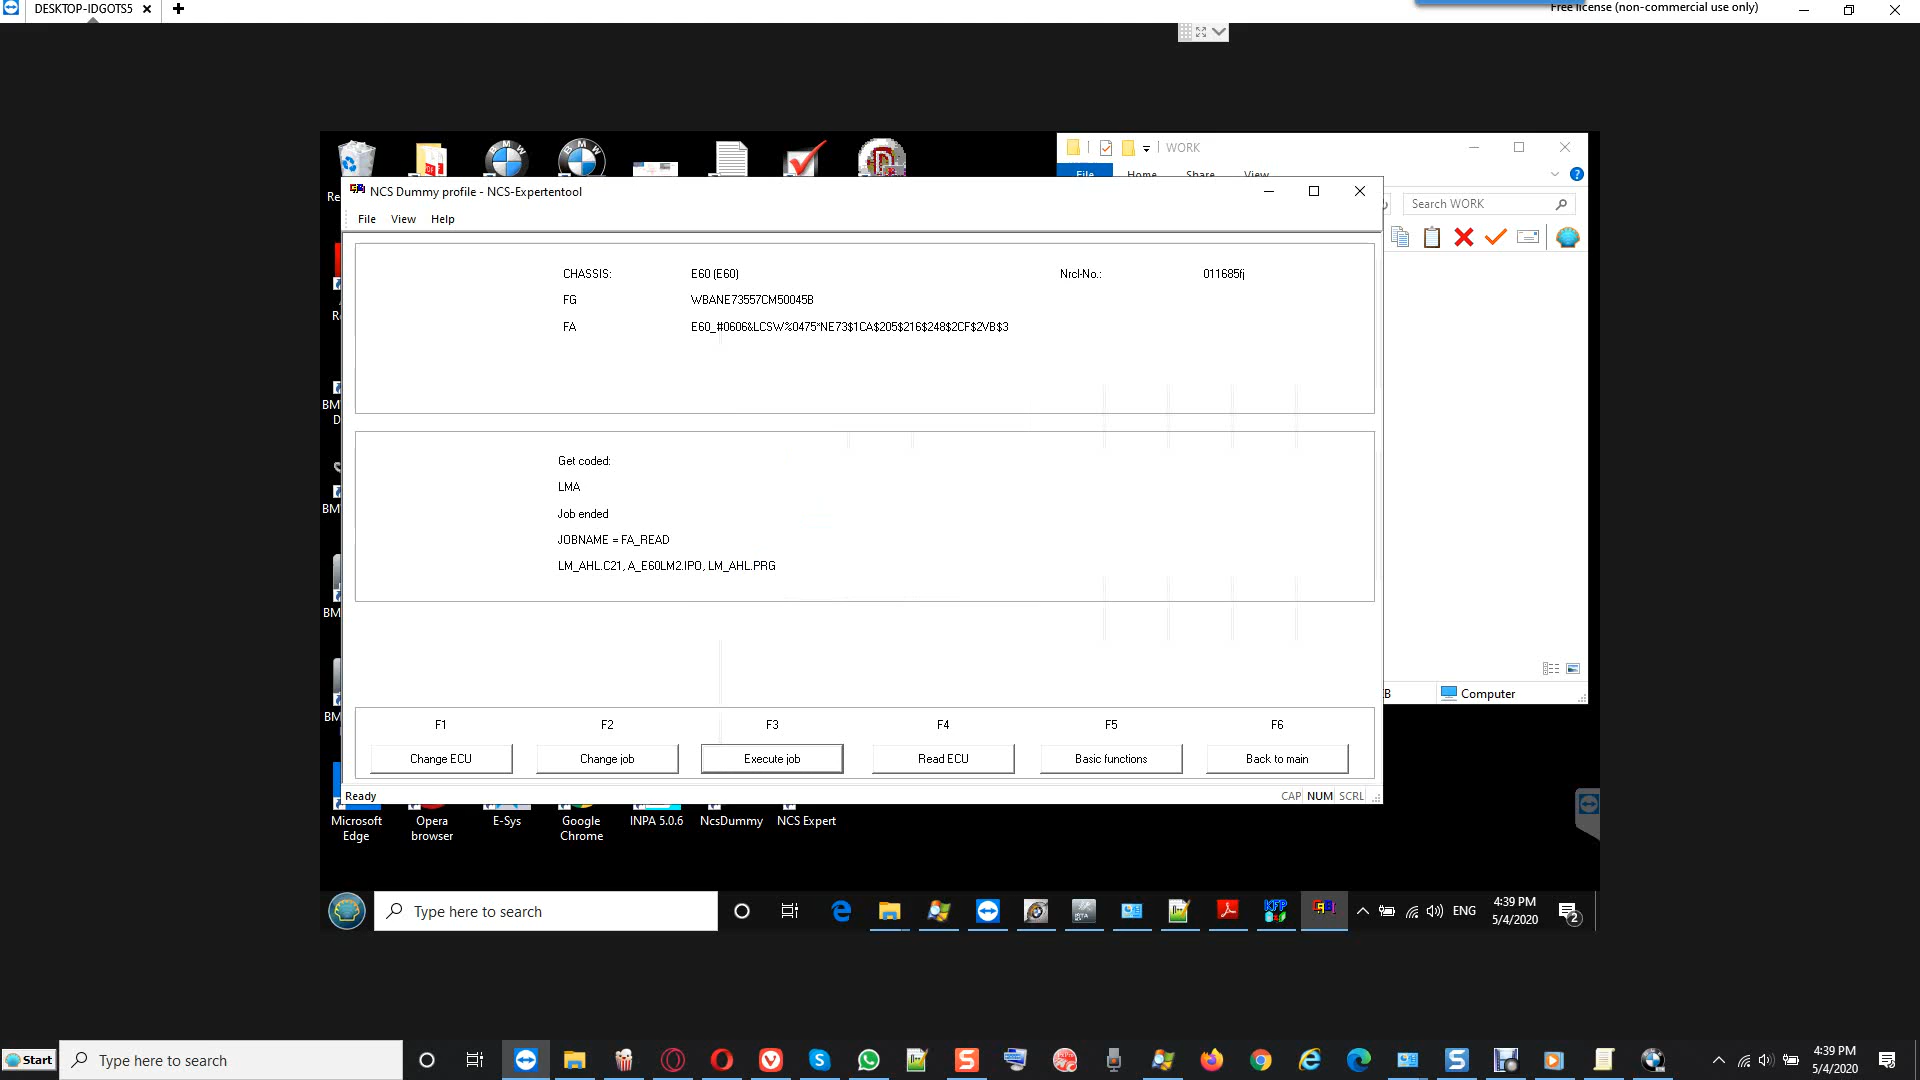 DESKTOP-IDGOTS5
Free license (non-commercial use only)
WORK
File Home Share View
Search WORK
NCS Dummy profile - NCS-Expertentool
File View Help
CHASSIS: E60 (E60) Nrcl-No.: 011685fj
FG WBANE73557CM50045B
FA E60_#0606&LCSW%0475*NE73$1CA$205$216$248$2CF$2VB$3
Get coded:
LMA
Job ended
JOBNAME = FA_READ
LM_AHL.C21, A_E60LM2.IPO, LM_AHL.PRG
F1 F2 F3 F4 F5 F6
Change ECU Change job Execute job Read ECU Basic functions Back to main
Ready CAP NUM SCRL
Computer
Microsoft Edge
Opera browser
E-Sys
Google Chrome
INPA 5.0.6
NcsDummy
NCS Expert
Type here to search
ENG
4:39 PM
5/4/2020
2
Start
Type here to search
4:39 PM
5/4/2020